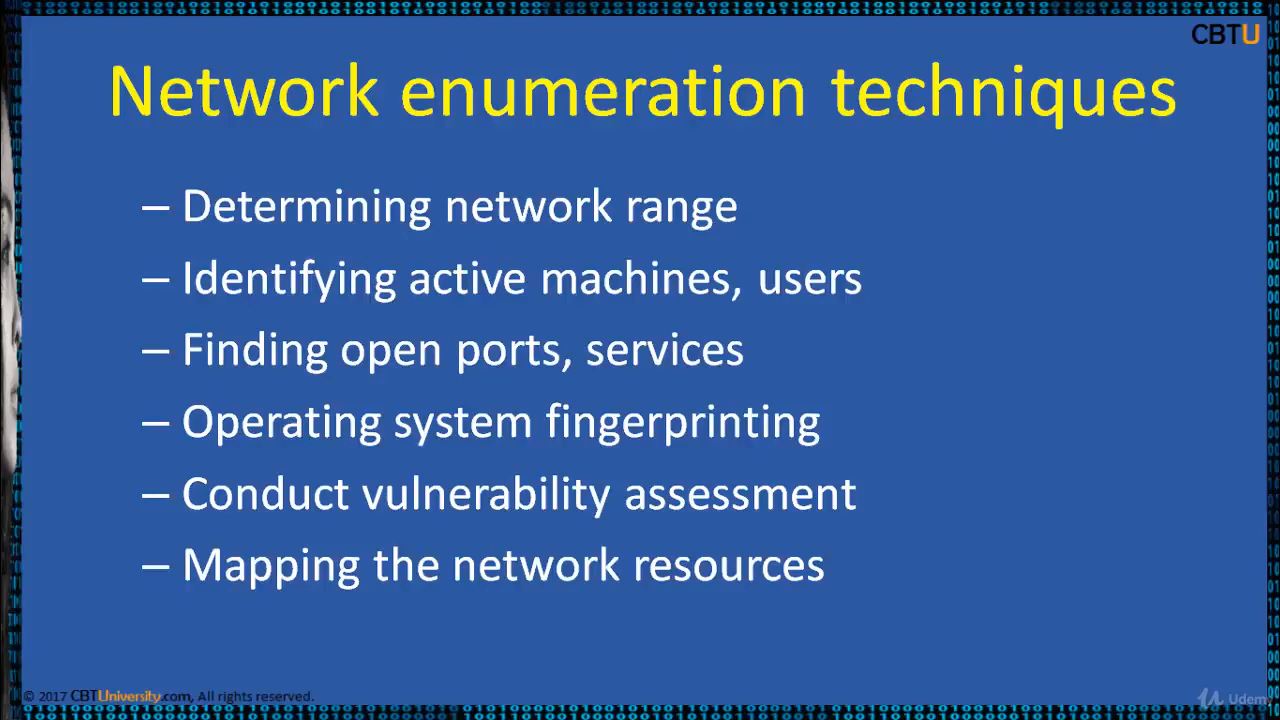 CBTU
Network enumeration techniques
– Determining network range
– Identifying active machines, users
– Finding open ports, services
– Operating system fingerprinting
– Conduct vulnerability assessment
– Mapping the network resources
© 2017 CBTUniversity.com, All rights reserved.
Udemy